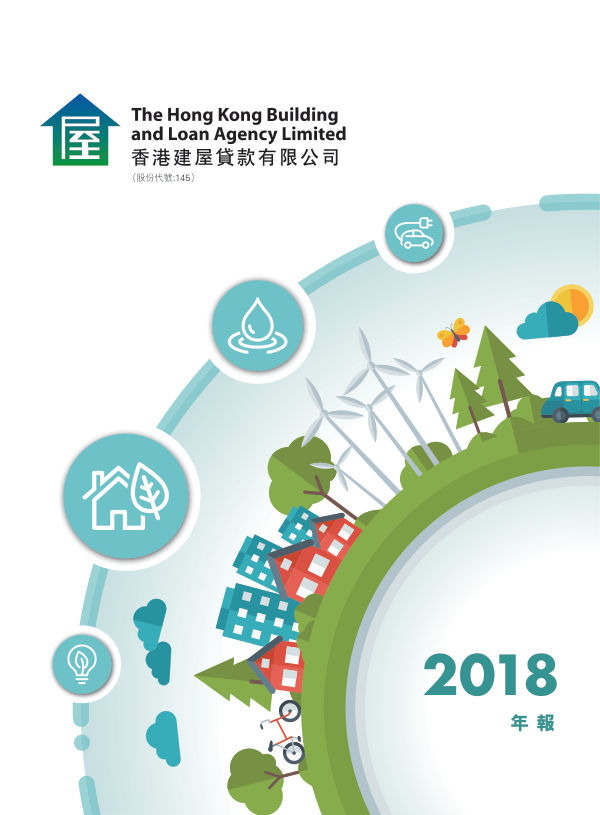 屋
The Hong Kong Building
and Loan Agency Limited
香港建屋貸款有限公司
（股份代號:145）
2018
年報